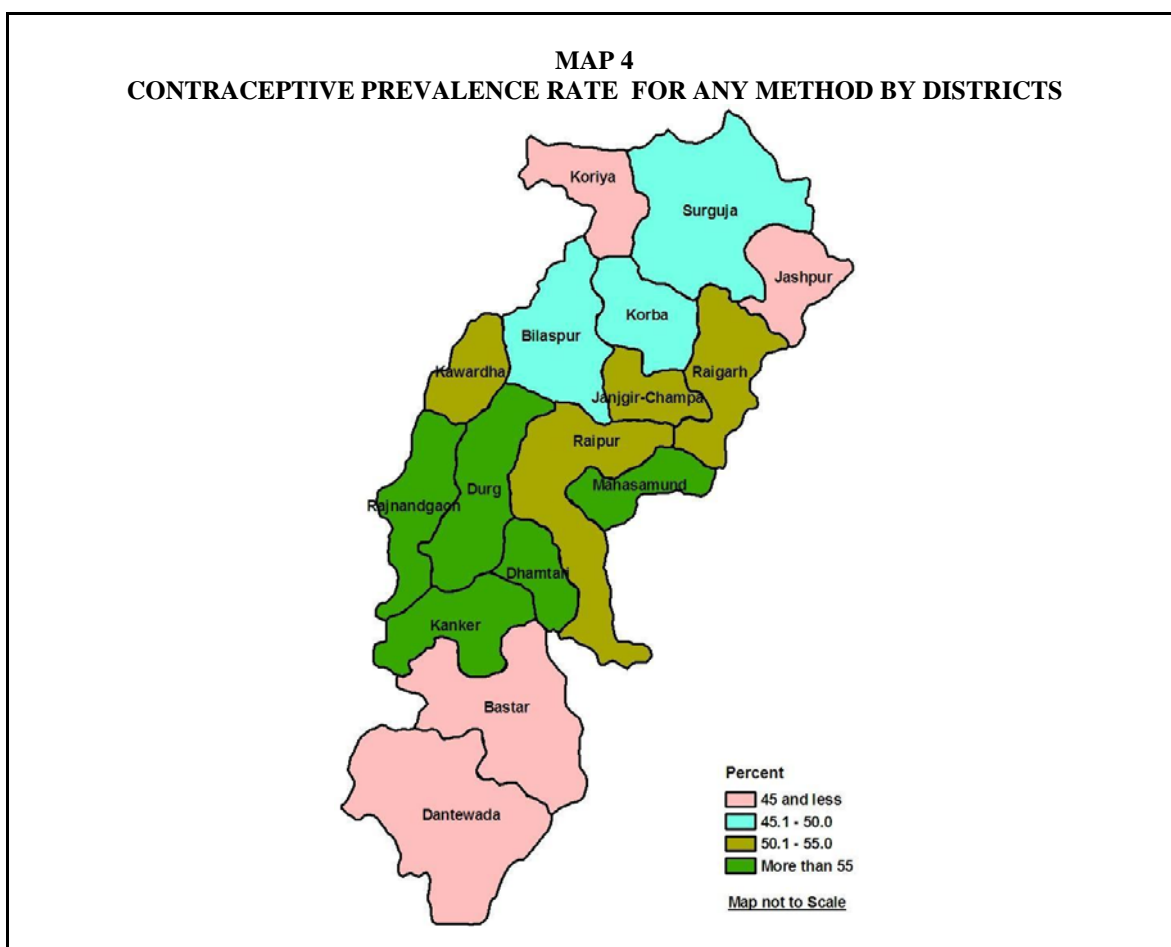 MAP 4
CONTRACEPTIVE PREVALENCE RATE FOR ANY METHOD BY DISTRICTS
Koriya
Surguja
Jashpur
Korba
Bilaspur
Kawardha
Raigarh
Janjgir-Champa
Raipur
Mahasamund
Durg
Rajnandgaon
Dhamtari
Kanker
Bastar
Dantewada
Percent
45 and less
45.1 - 50.0
50.1 - 55.0
More than 55
Map not to Scale